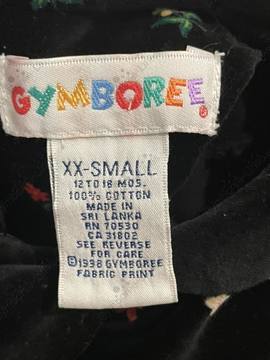 GYMBOREE®
XX-SMALL
12 TO 18 MOS.
100% COTTON
MADE IN
SRI LANKA
RN 70530
CA 31802
SEE REVERSE
FOR CARE
©1998 GYMBOREE
FABRIC PRINT